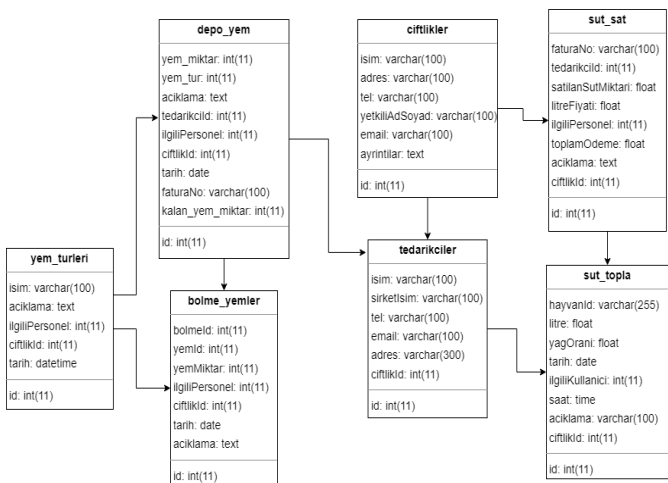 depo_yem
yem_miktar: int(11)
yem_tur: int(11)
aciklama: text
tedarikciId: int(11)
ilgiliPersonel: int(11)
ciftlikId: int(11)
tarih: date
faturaNo: varchar(100)
kalan_yem_miktar: int(11)
id: int(11)
ciftlikler
isim: varchar(100)
adres: varchar(100)
tel: varchar(100)
yetkiliAdSoyad: varchar(100)
email: varchar(100)
ayrintilar: text
id: int(11)
sut_sat
faturaNo: varchar(100)
tedarikciId: int(11)
satilanSutMiktari: float
litreFiyati: float
ilgiliPersonel: int(11)
toplamOdeme: float
aciklama: text
ciftlikId: int(11)
id: int(11)
yem_turleri
isim: varchar(100)
aciklama: text
ilgiliPersonel: int(11)
ciftlikId: int(11)
tarih: datetime
id: int(11)
bolme_yemler
bolmeId: int(11)
yemId: int(11)
yemMiktar: int(11)
ilgiliPersonel: int(11)
ciftlikId: int(11)
tarih: date
aciklama: text
id: int(11)
tedarikciler
isim: varchar(100)
sirketIsim: varchar(100)
tel: varchar(100)
email: varchar(100)
adres: varchar(300)
ciftlikId: int(11)
id: int(11)
sut_topla
hayvanId: varchar(255)
litre: float
yagOrani: float
tarih: date
ilgiliKullanici: int(11)
saat: time
aciklama: varchar(100)
ciftlikId: int(11)
id: int(11)